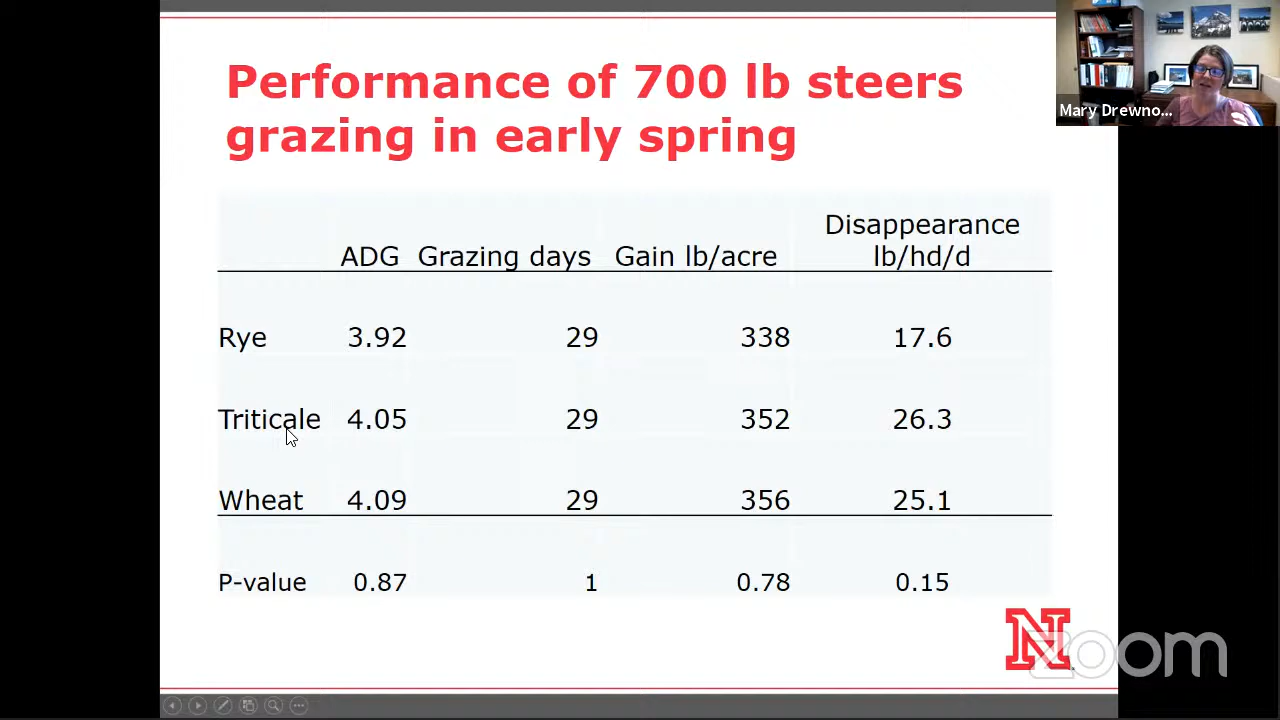 Performance of 700 lb steers
grazing in early spring
Mary Drewno...
Disappearance
ADG Grazing days Gain lb/acre lb/hd/d
Rye 3.92 29 338 17.6
Triticale 4.05 29 352 26.3
Wheat 4.09 29 356 25.1
P-value 0.87 1 0.78 0.15
N
zoom